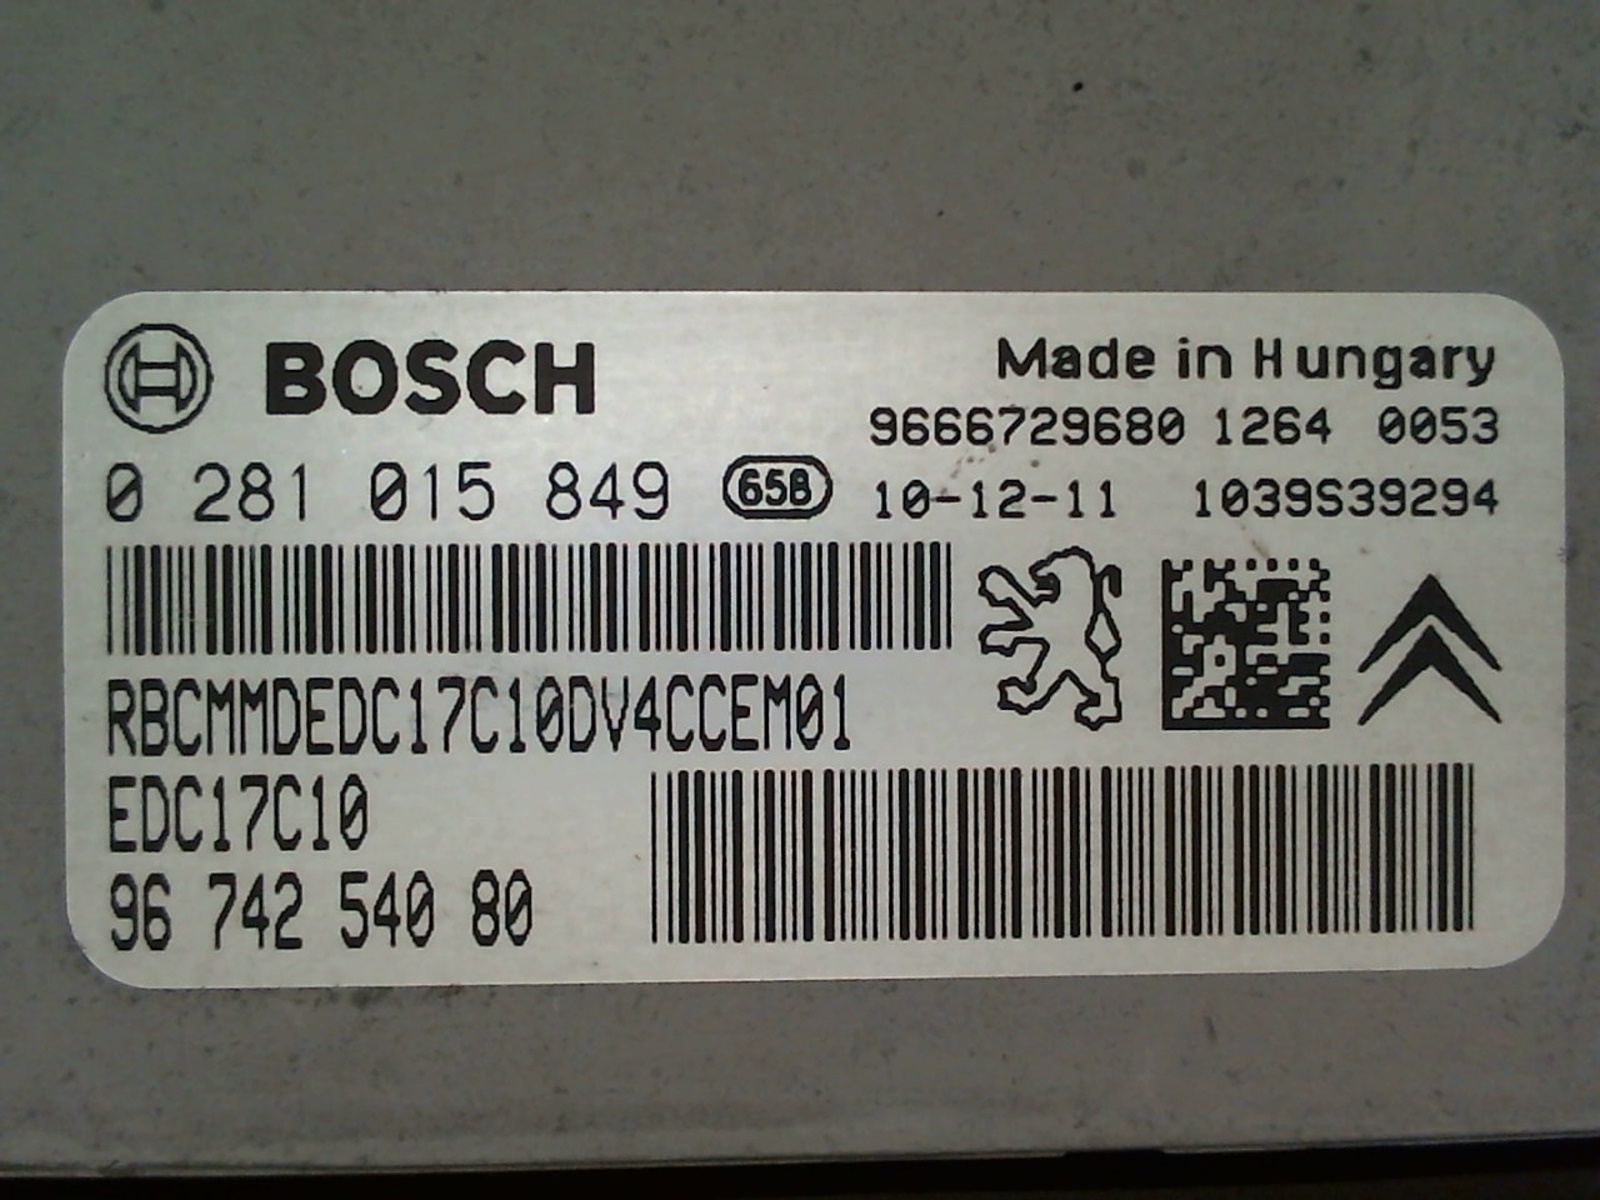 BOSCH
Made in Hungary
9666729680 1264 0053
0 281 015 849 658 10-12-11 1039S39294
RBCMMDEDC17C10DV4CCEM01
EDC17C10
96 742 540 80